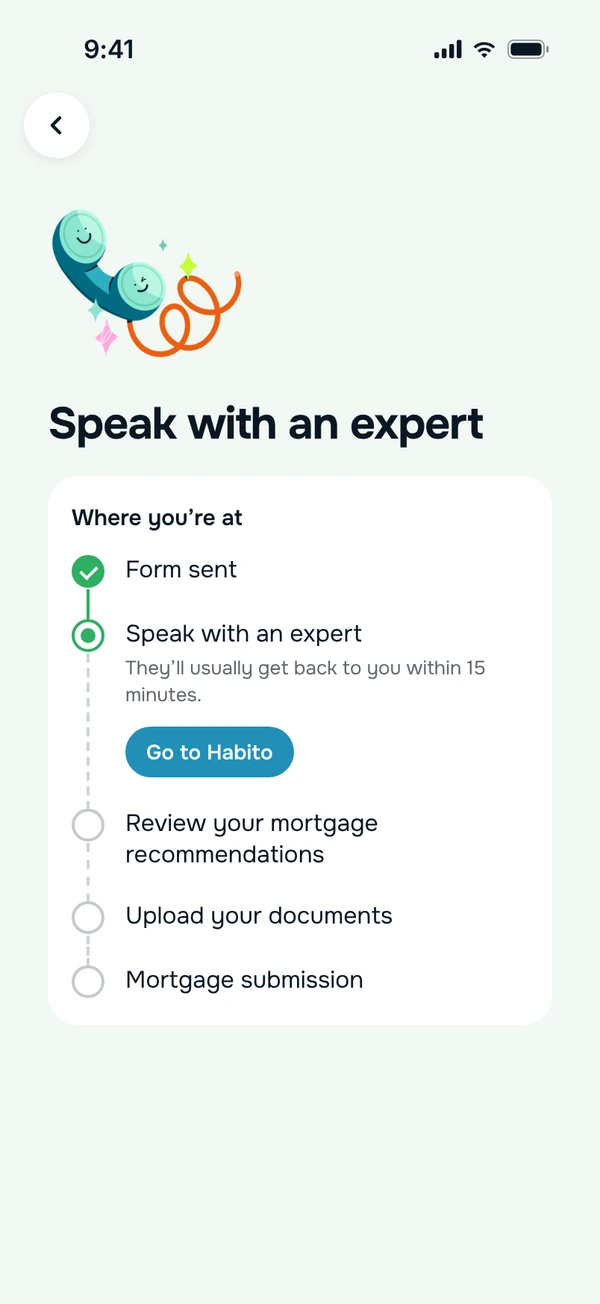 9:41
Speak with an expert
Where you’re at
Form sent
Speak with an expert
They’ll usually get back to you within 15
minutes.
Go to Habito
Review your mortgage
recommendations
Upload your documents
Mortgage submission